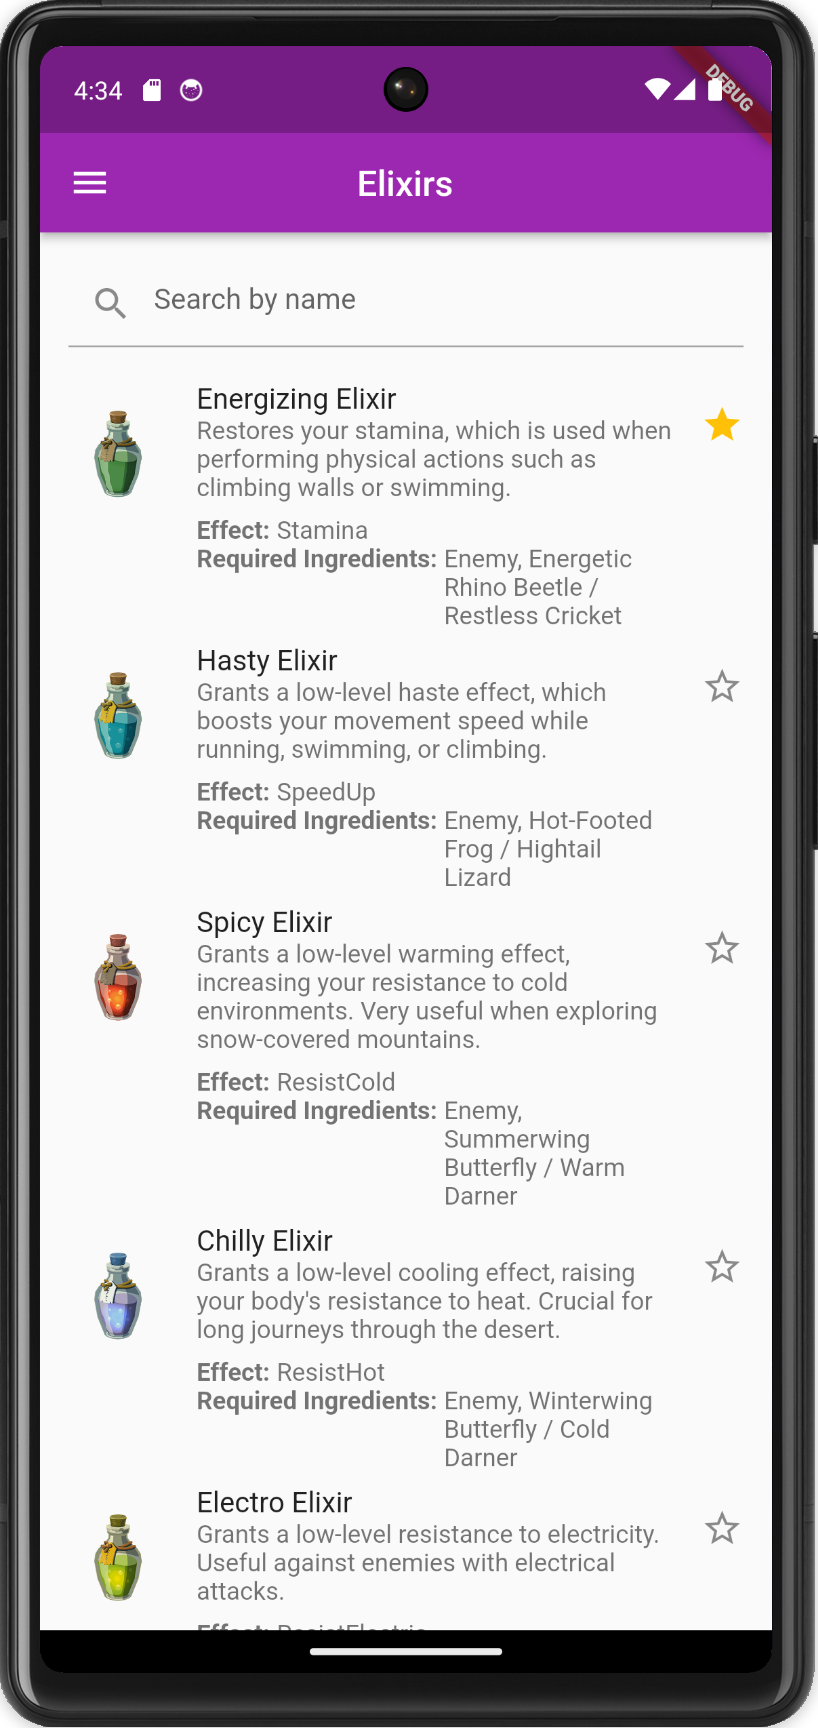 4:34
DEBUG
Elixirs
Search by name
Energizing Elixir
Restores your stamina, which is used when
performing physical actions such as
climbing walls or swimming.
Effect: Stamina
Required Ingredients: Enemy, Energetic
Rhino Beetle /
Restless Cricket
Hasty Elixir
Grants a low-level haste effect, which
boosts your movement speed while
running, swimming, or climbing.
Effect: SpeedUp
Required Ingredients: Enemy, Hot-Footed
Frog / Hightail
Lizard
Spicy Elixir
Grants a low-level warming effect,
increasing your resistance to cold
environments. Very useful when exploring
snow-covered mountains.
Effect: ResistCold
Required Ingredients: Enemy,
Summerwing
Butterfly / Warm
Darner
Chilly Elixir
Grants a low-level cooling effect, raising
your body's resistance to heat. Crucial for
long journeys through the desert.
Effect: ResistHot
Required Ingredients: Enemy, Winterwing
Butterfly / Cold
Darner
Electro Elixir
Grants a low-level resistance to electricity.
Useful against enemies with electrical
attacks.
Effect: ResistElectric